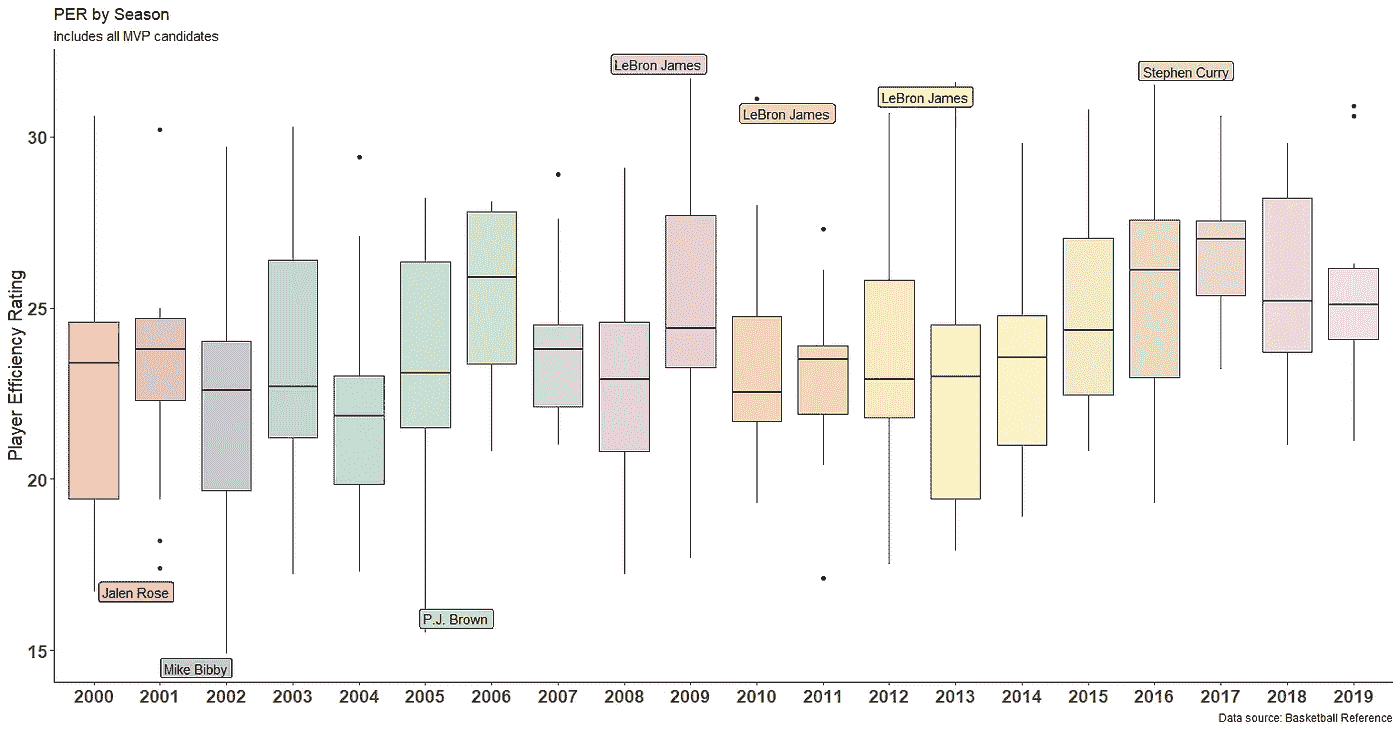 PER by Season
Includes all MVP candidates
LeBron James
Stephen Curry
LeBron James
LeBron James
30
25
20
15
Player Efficiency Rating
Jalen Rose
P.J. Brown
Mike Bibby
2000 2001 2002 2003 2004 2005 2006 2007 2008 2009 2010 2011 2012 2013 2014 2015 2016 2017 2018 2019
Data source: Basketball Reference